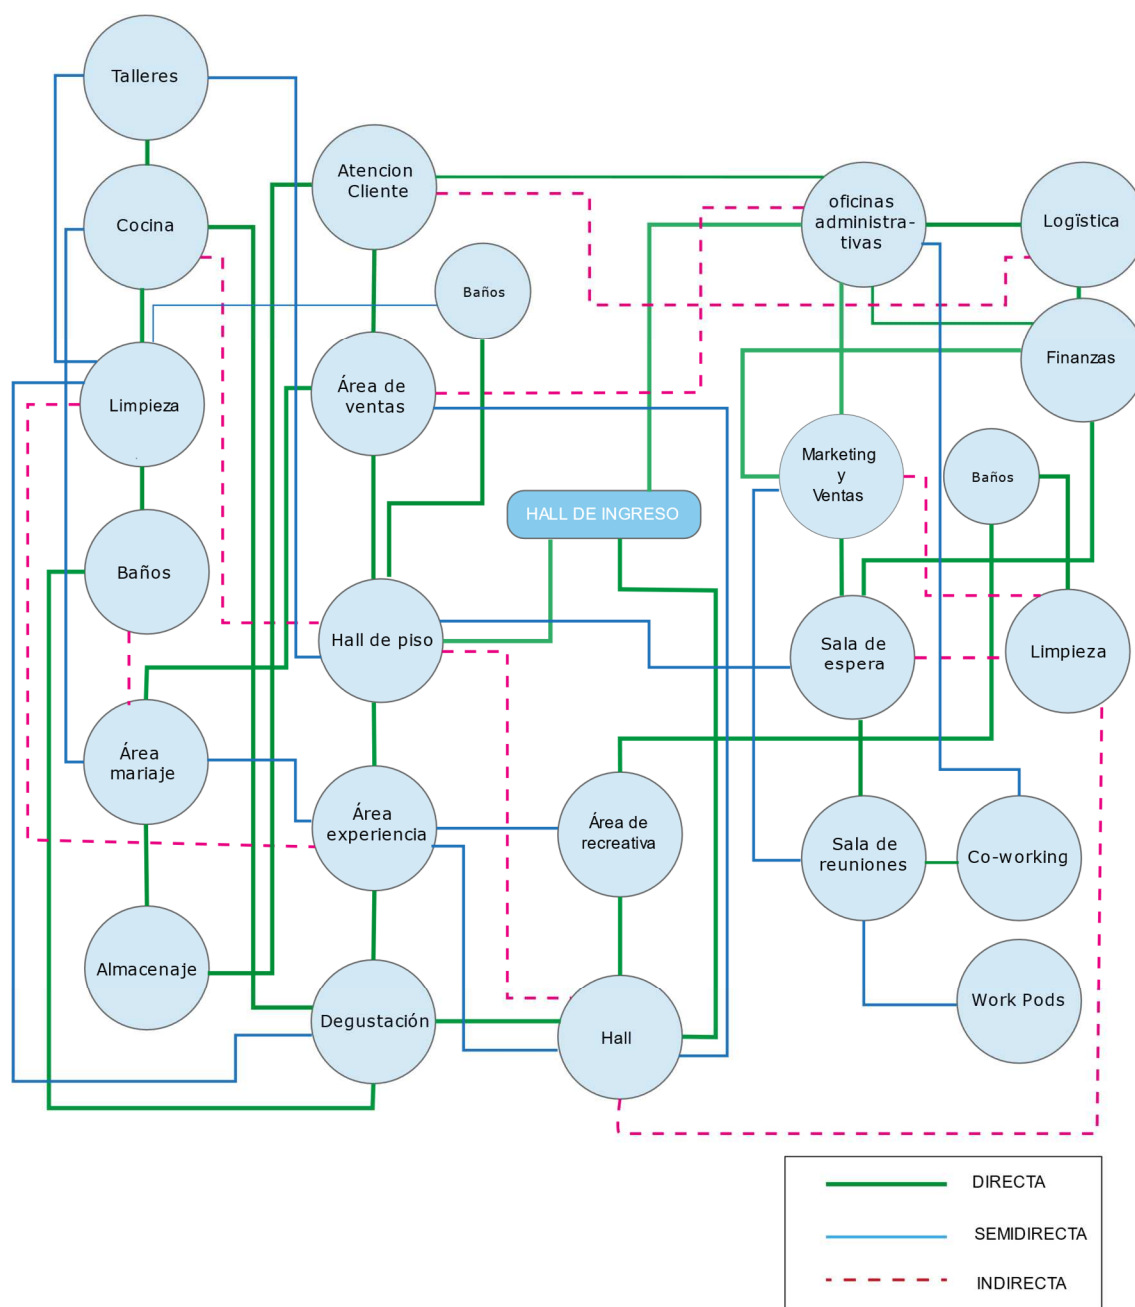 Talleres
Cocina
Limpieza
Baños
Área
mariaje
Almacenaje
Atencion
Cliente
Baños
Área de
ventas
HALL DE INGRESO
Hall de piso
Área
experiencia
Área de
recreativa
Degustación
Hall
oficinas
administra-
tivas
Logïstica
Finanzas
Marketing
y
Ventas
Baños
Sala de
espera
Limpieza
Sala de
reuniones
Co-working
Work Pods
DIRECTA
SEMIDIRECTA
INDIRECTA